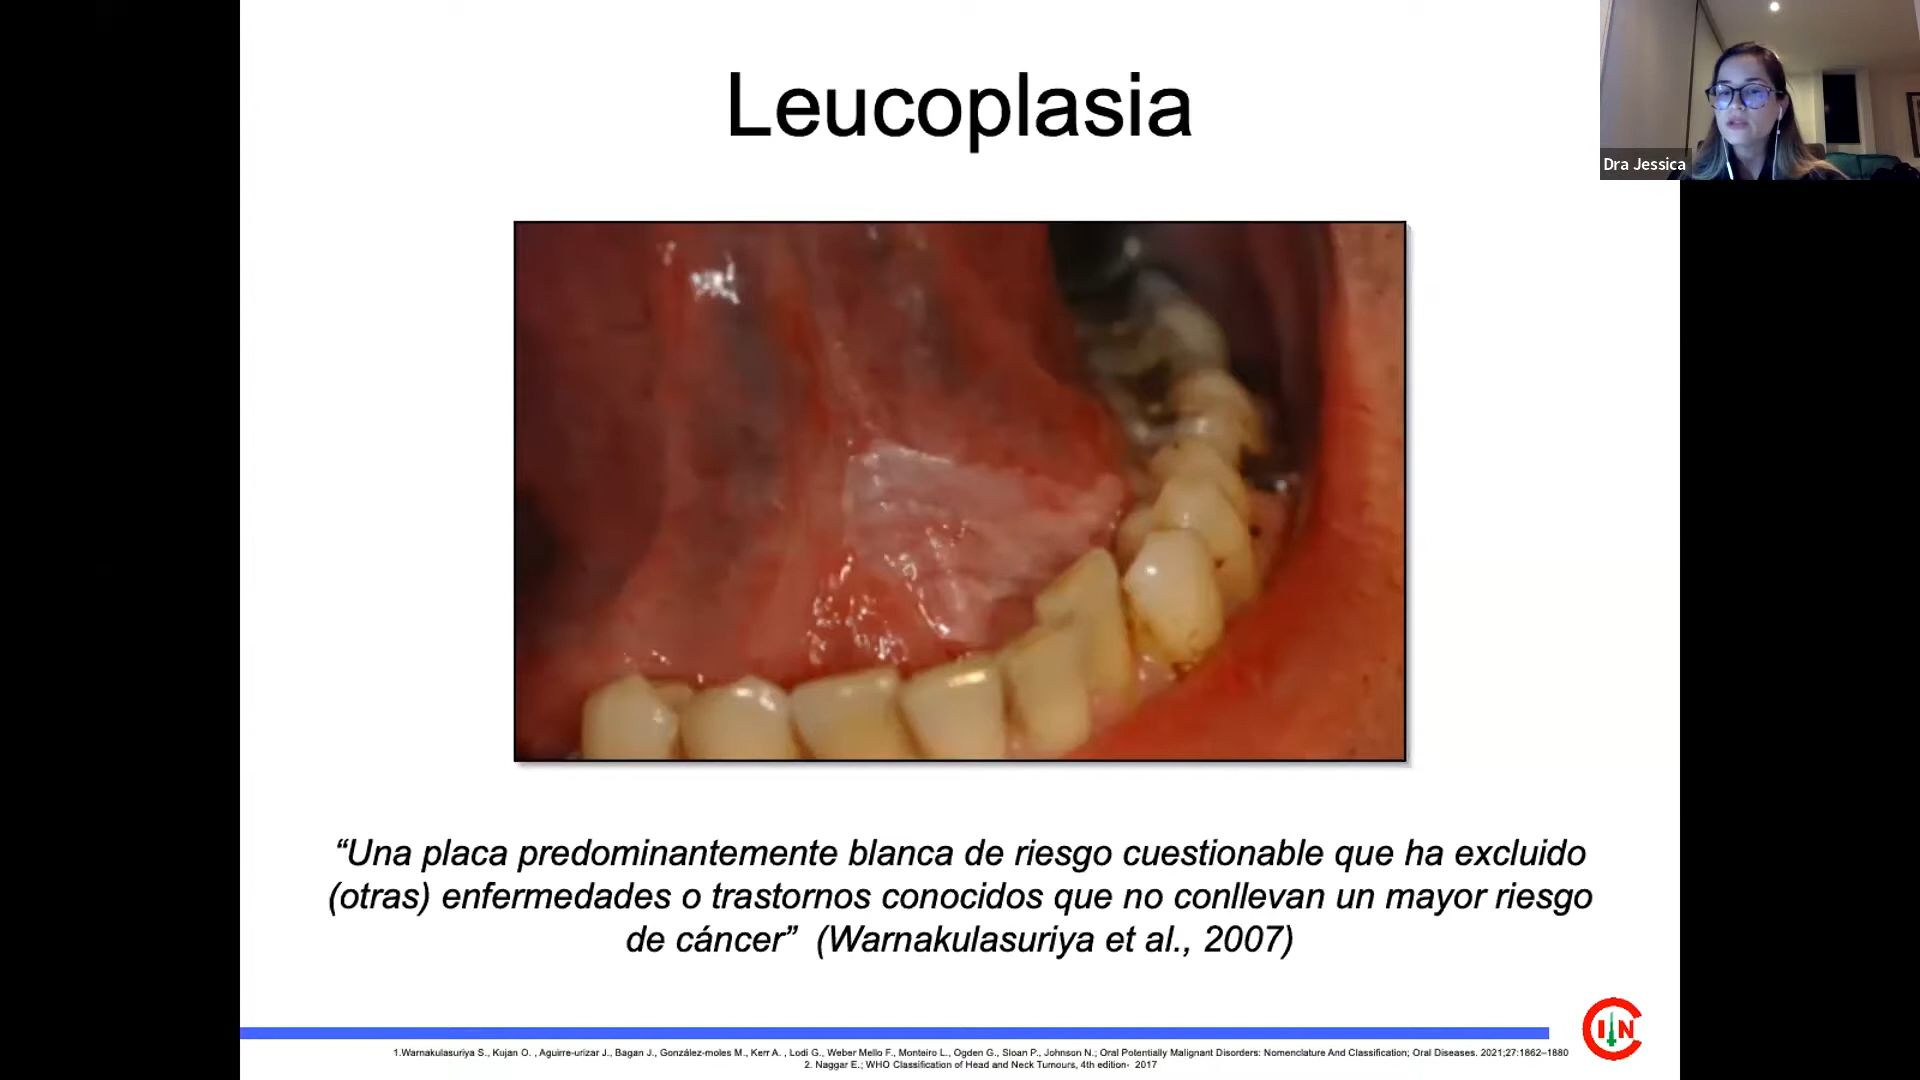 Leucoplasia
Dra Jessica
“Una placa predominantemente blanca de riesgo cuestionable que ha excluido
(otras) enfermedades o trastornos conocidos que no conllevan un mayor riesgo
de cáncer” (Warnakulasuriya et al., 2007)
CIIN
1.Warnakulasuriya S., Kujan O. , Aguirre-urizar J., Bagan J., González-moles M., Kerr A. , Lodi G., Weber Mello F., Monteiro L., Ogden G., Sloan P., Johnson N.; Oral Potentially Malignant Disorders: Nomenclature And Classification; Oral Diseases. 2021;27:1862–1880
2. Naggar E.; WHO Classification of Head and Neck Tumours, 4th edition- 2017